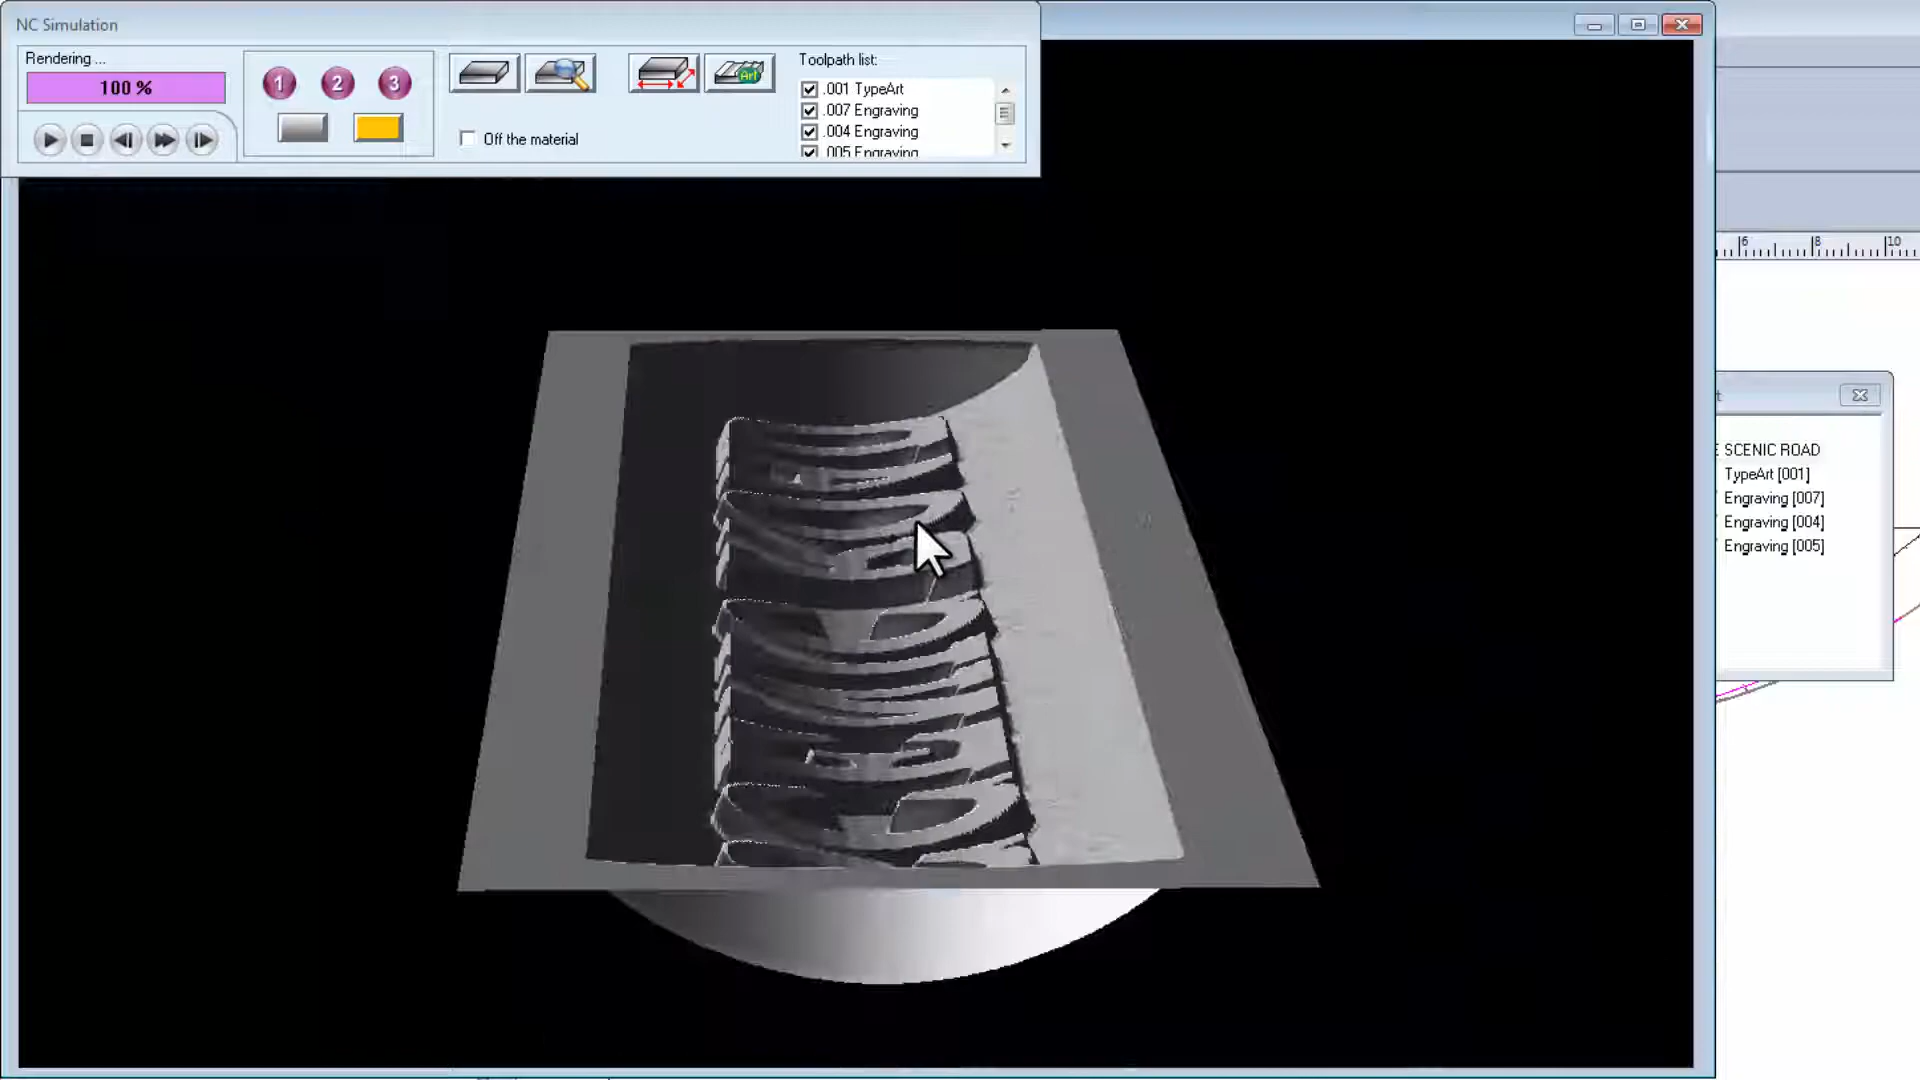 NC Simulation
Rendering ...
100 %
1 2 3
Art
Off the material
Toolpath list:
.001 TypeArt
.007 Engraving
.004 Engraving
.005 Engraving
6 8 10
t
E SCENIC ROAD
TypeArt [001]
Engraving [007]
Engraving [004]
Engraving [005]